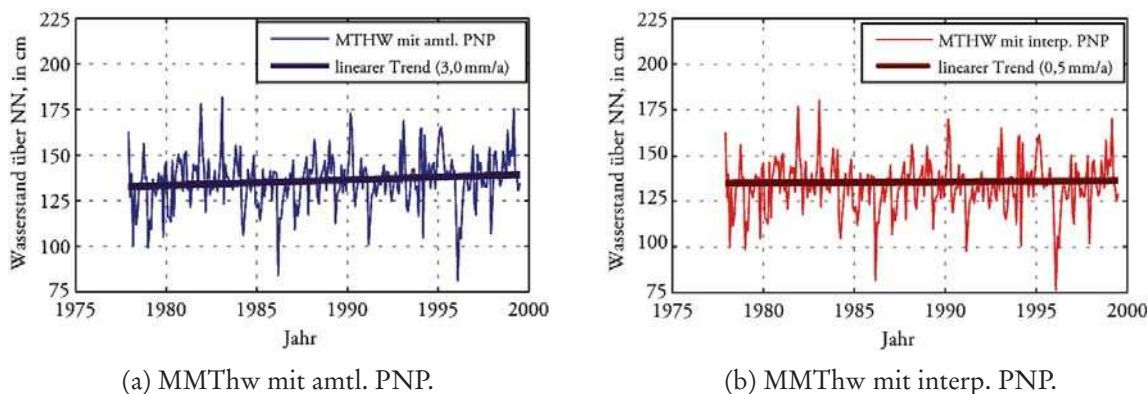 225
200
175
150
125
100
75
Wasserstand über NN, in cm
MTHW mit amtl. PNP
linearer Trend (3,0 mm/a)
1975 1980 1985 1990 1995 2000
Jahr
(a) MMThw mit amtl. PNP.
225
200
175
150
125
100
75
Wasserstand über NN, in cm
MTHW mit interp. PNP
linearer Trend (0,5 mm/a)
1975 1980 1985 1990 1995 2000
Jahr
(b) MMThw mit interp. PNP.